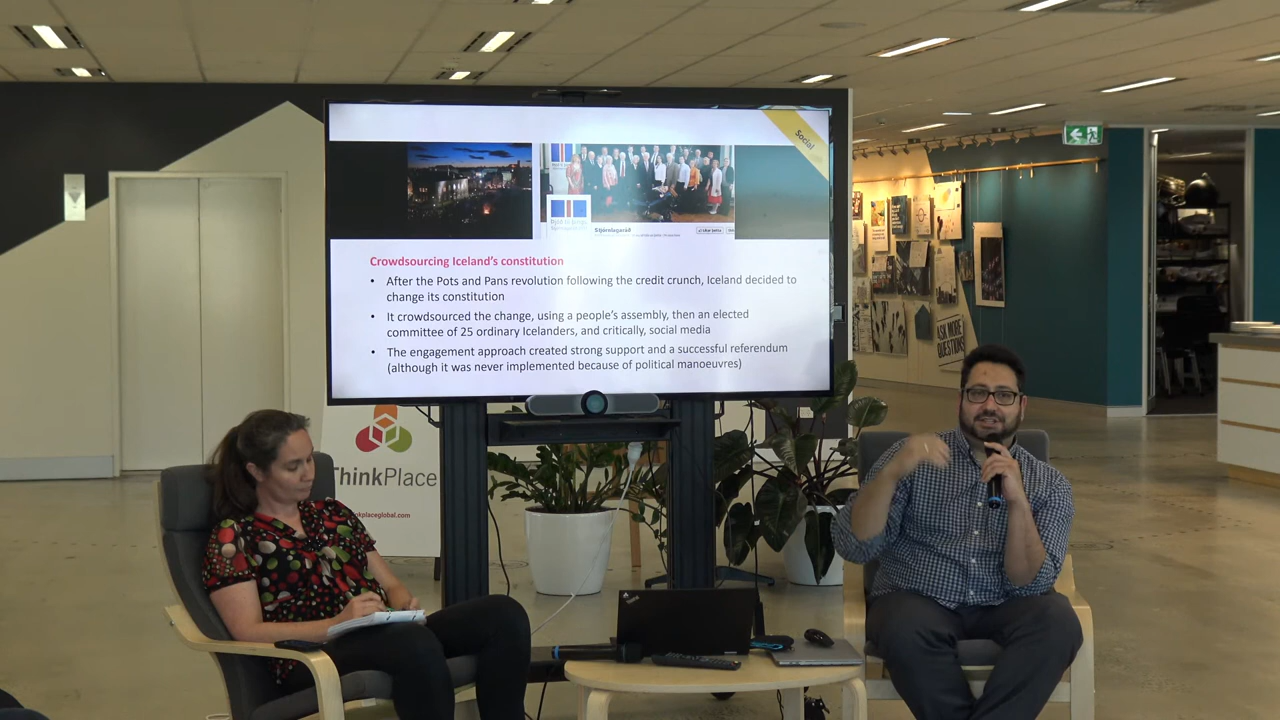 Social
Stjórnlagaráð
Crowdsourcing Iceland's constitution
• After the Pots and Pans revolution following the credit crunch, Iceland decided to
change its constitution
• It crowdsourced the change, using a people's assembly, then an elected
committee of 25 ordinary Icelanders, and critically, social media
• The engagement approach created strong support and a successful referendum
(although it was never implemented because of political manoeuvres)
ASK MORE
QUESTIONS
ThinkPlace
nkplaceglobal.com